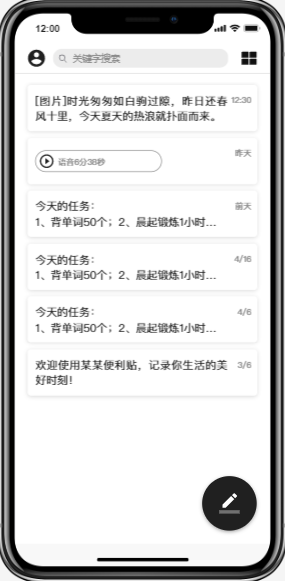 12:00
关键字搜索
[图片]时光匆匆如白驹过隙，昨日还春 12:30
风十里，今天夏天的热浪就扑面而来。
昨天
语音6分38秒
今天的任务： 前天
1、背单词50个；2、晨起锻炼1小时...
今天的任务： 4/16
1、背单词50个；2、晨起锻炼1小时...
今天的任务： 4/6
1、背单词50个；2、晨起锻炼1小时...
欢迎使用某某便利贴，记录你生活的美 3/6
好时刻！